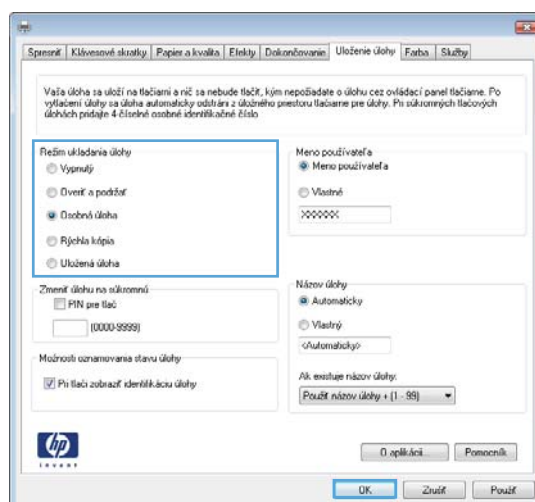 Spresniť Klávesové skratky Papier a kvalita Efekty Dokončovanie Uloženie úlohy Farba Služby
Vaša úloha sa uloží na tlačiarni a nič sa nebude tlačiť, kým nepožiadate o úlohu cez ovládací panel tlačiarne. Po
vytlačení úlohy sa úloha automaticky odstráni z úložného priestoru tlačiarne pre úlohy. Pri súkromných tlačových
úlohách pridajte 4-číselné osobné identifikačné číslo
Režim ukladania úlohy
Vypnutý
Overiť a podržať
Osobná úloha
Rýchla kópia
Uložená úloha
Zmeniť úlohu na súkromnú
PIN pre tlač
(0000-9999)
Možnosti oznamovania stavu úlohy
Pri tlači zobraziť identifikáciu úlohy
Meno používateľa
Meno používateľa
Vlastné
XXXXXX
Názov úlohy
Automaticky
Vlastný
<Automaticky>
Ak existuje názov úlohy:
Použiť názov úlohy + (1 - 99)
hp
invent
O aplikácii... Pomocník
OK Zrušiť Použiť